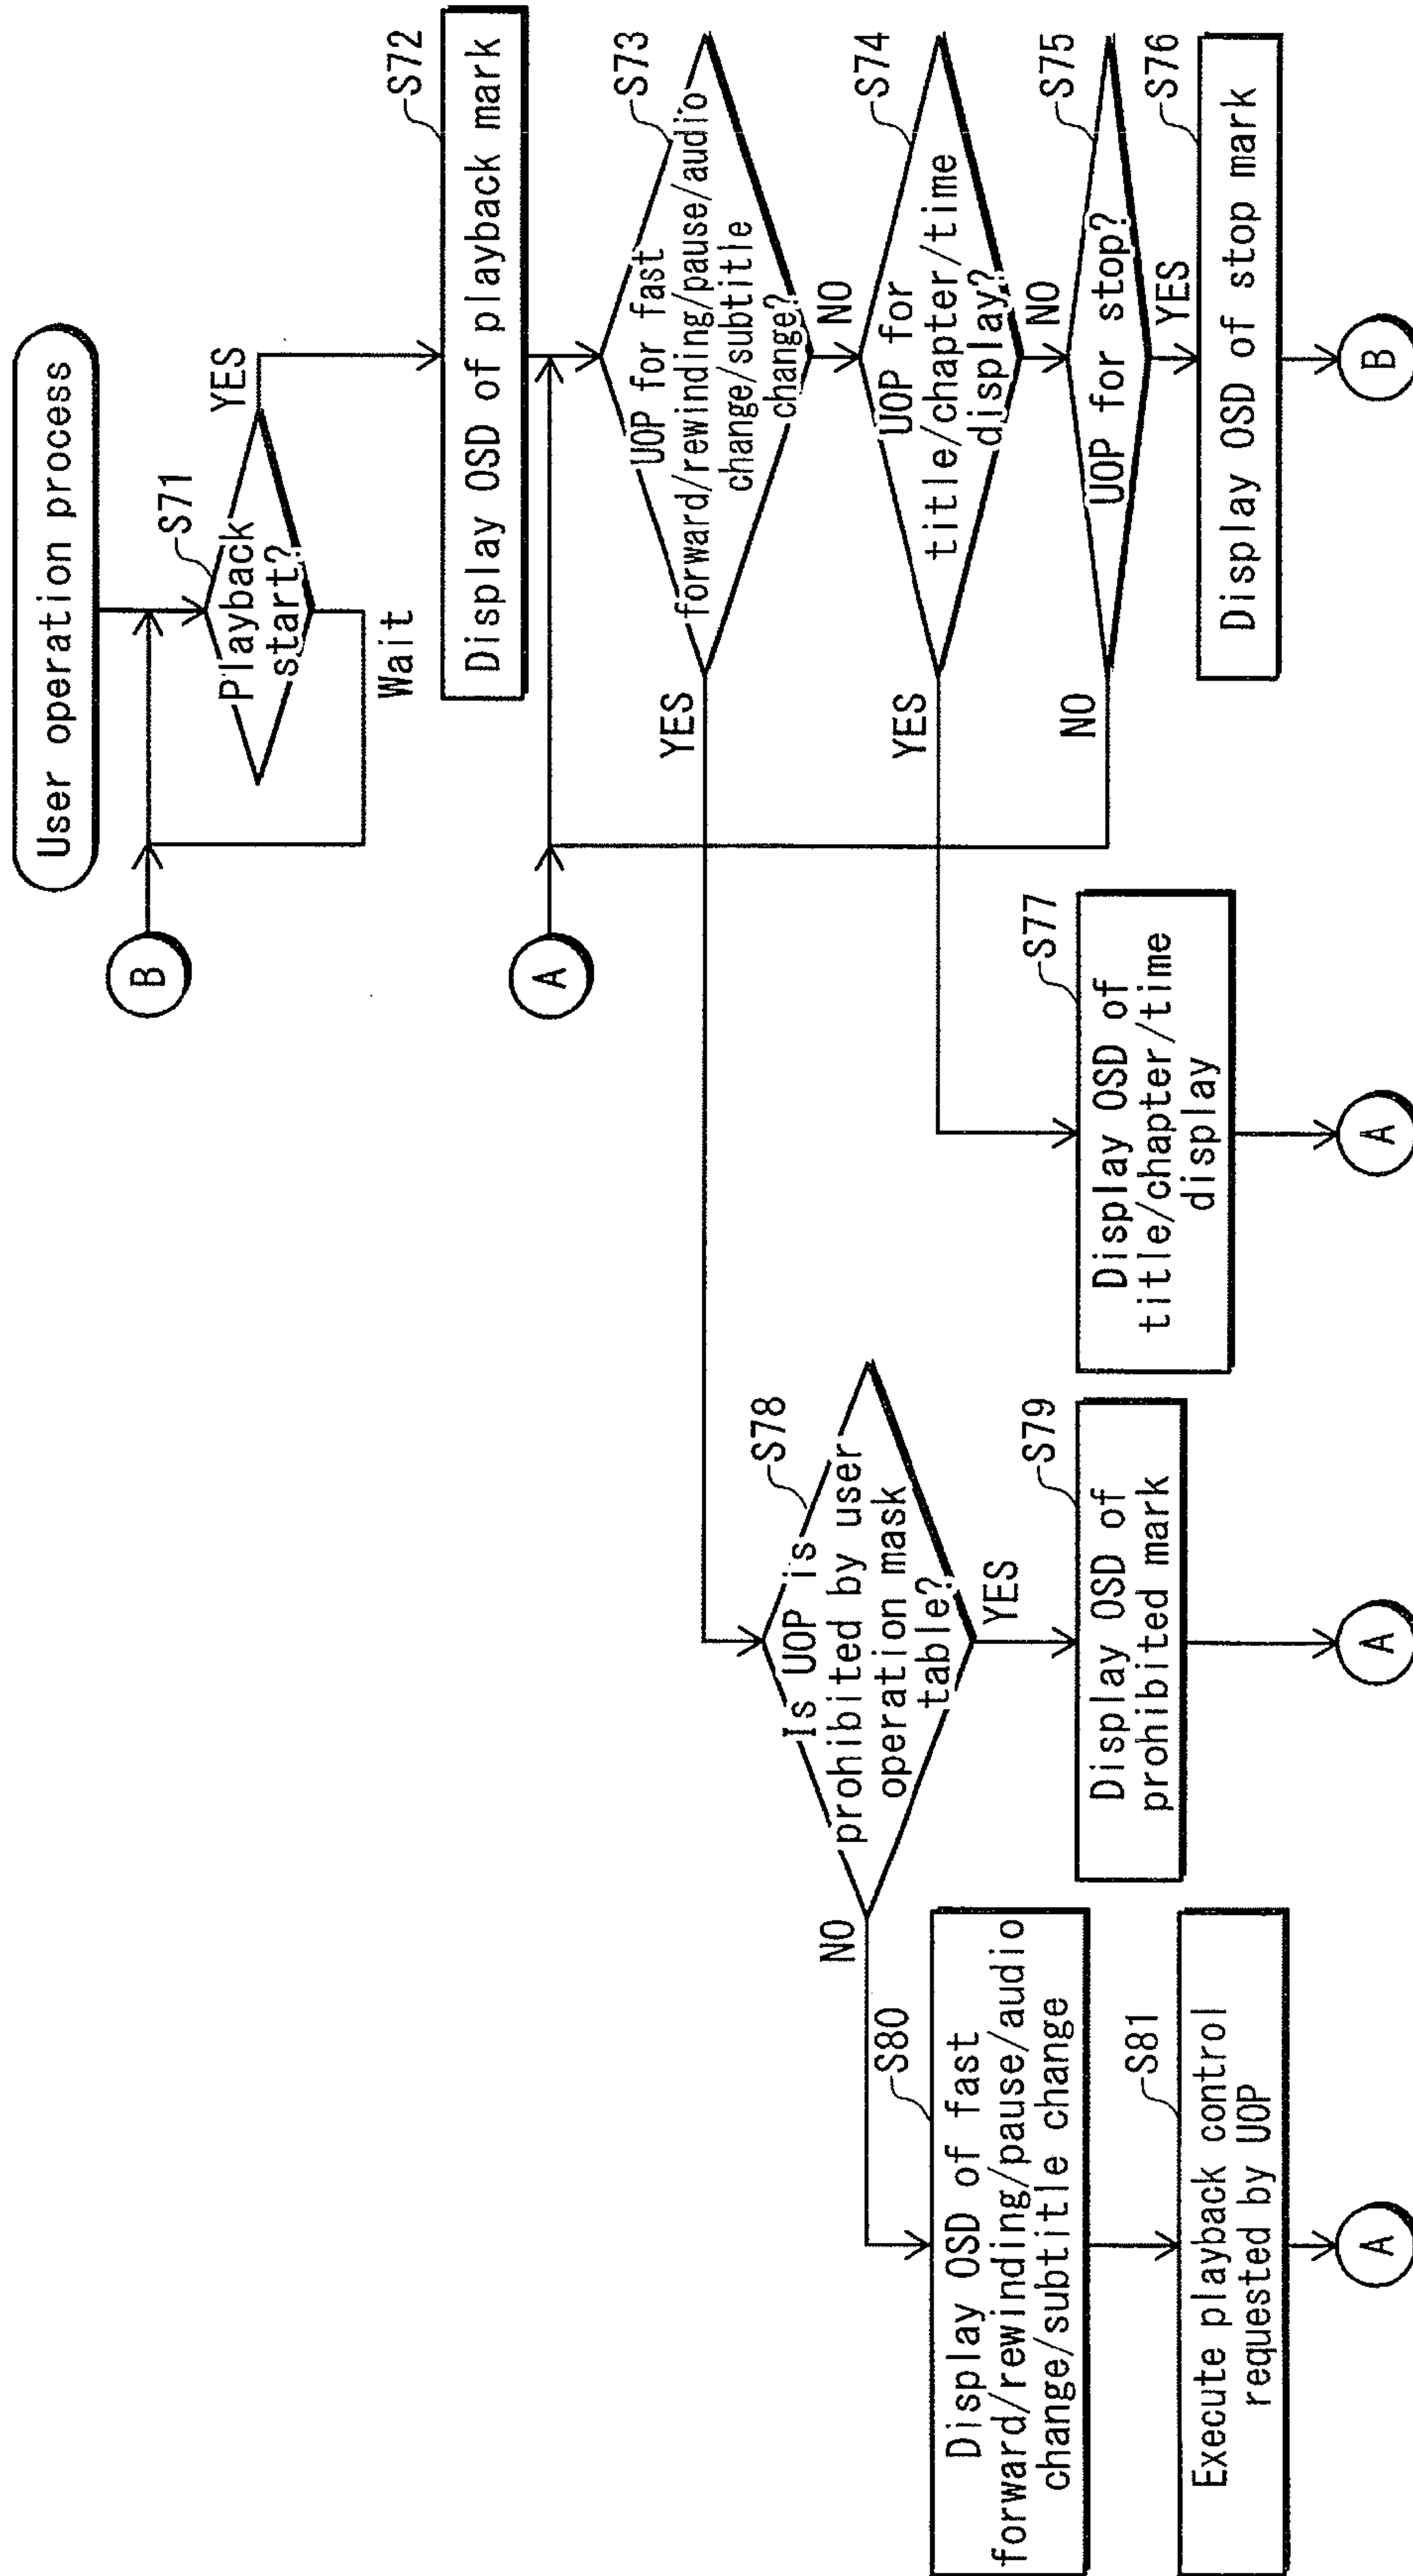 User operation process
B
S71
Playback
start?
YES
Wait
S72
Display OSD of playback mark
A
S73
UOP for fast
forward/rewinding/pause/audio
change/subtitle
change?
YES
NO
S74
UOP for
title/chapter/time
display?
YES
NO
S75
UOP for stop?
NO
YES
S76
Display OSD of stop mark
B
S77
Display OSD of
title/chapter/time
display
A
S78
Is UOP is
prohibited by user
operation mask
table?
NO
YES
S79
Display OSD of
prohibited mark
A
S80
Display OSD of fast
forward/rewinding/pause/audio
change/subtitle change
S81
Execute playback control
requested by UOP
A